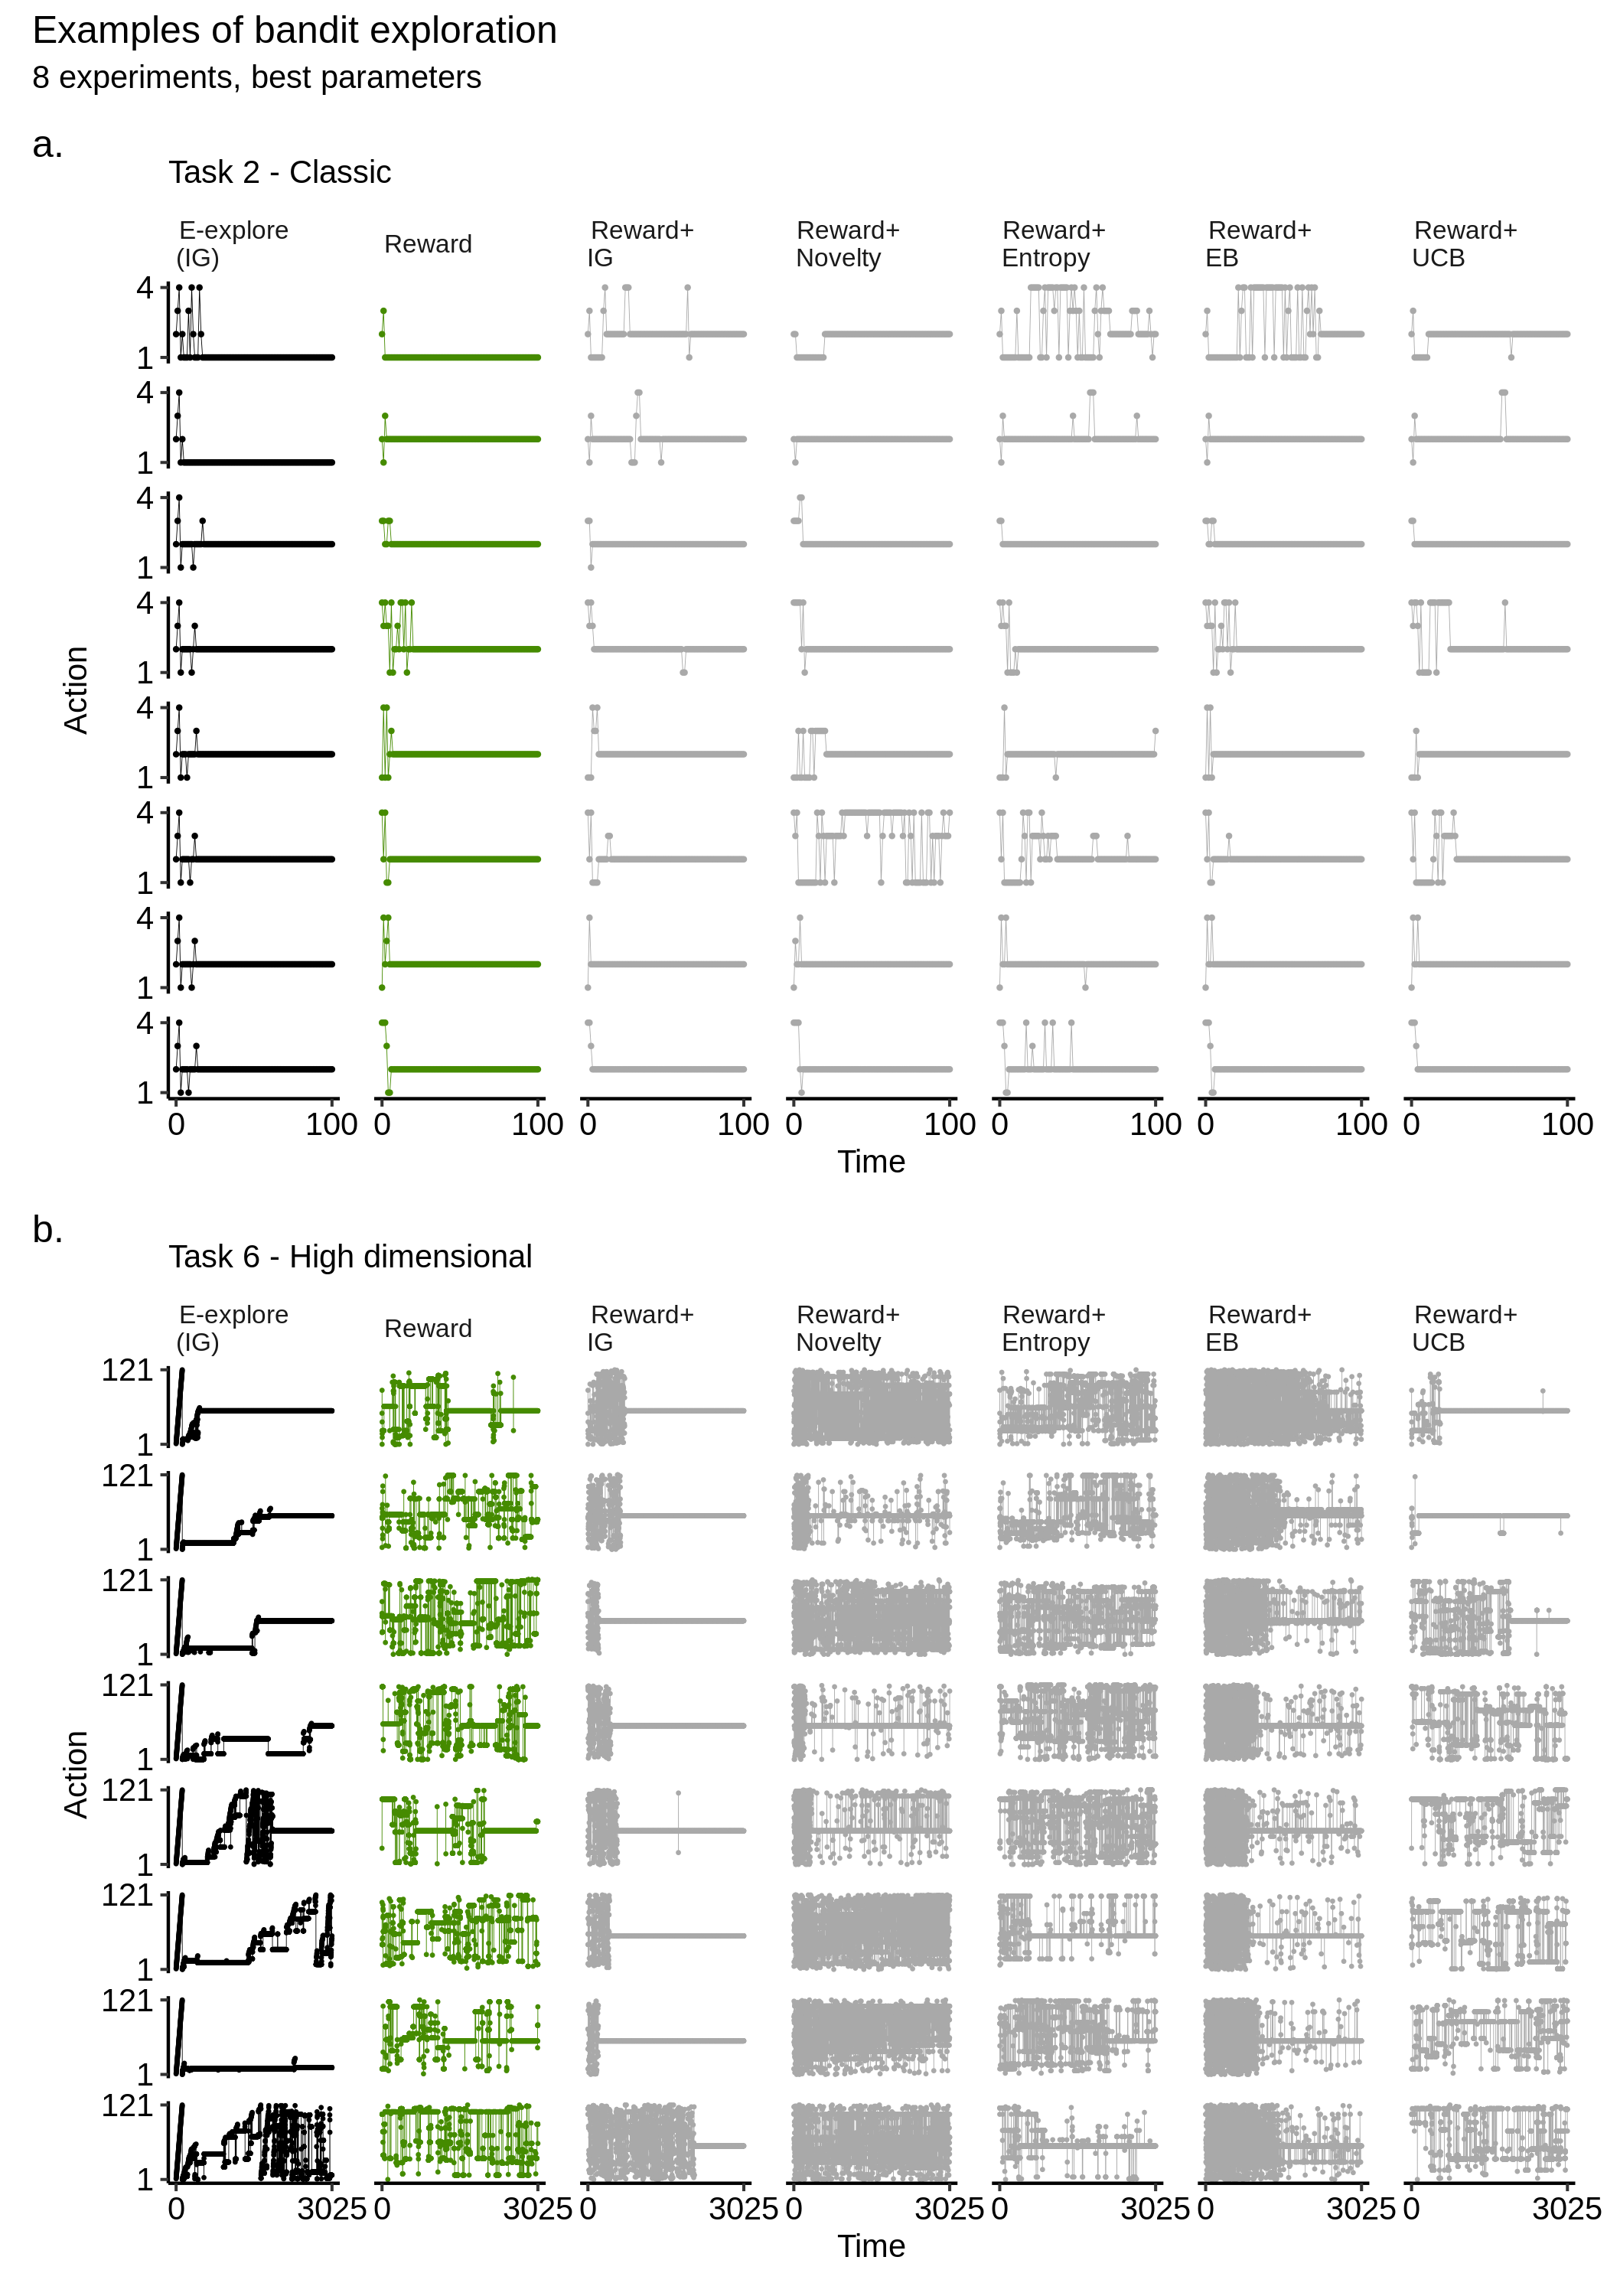 Examples of bandit exploration
8 experiments, best parameters
a.
Task 2 - Classic
E-explore
(IG)
Reward
Reward+
IG
Reward+
Novelty
Reward+
Entropy
Reward+
EB
Reward+
UCB
Action
4
1
4
1
4
1
4
1
4
1
4
1
4
1
4
1
0 100 0 100 0 100 0 100 0 100 0 100 0 100
Time
b.
Task 6 - High dimensional
E-explore
(IG)
Reward
Reward+
IG
Reward+
Novelty
Reward+
Entropy
Reward+
EB
Reward+
UCB
Action
121
1
121
1
121
1
121
1
121
1
121
1
121
1
121
1
0 3025 0 3025 0 3025 0 3025 0 3025 0 3025 0 3025
Time